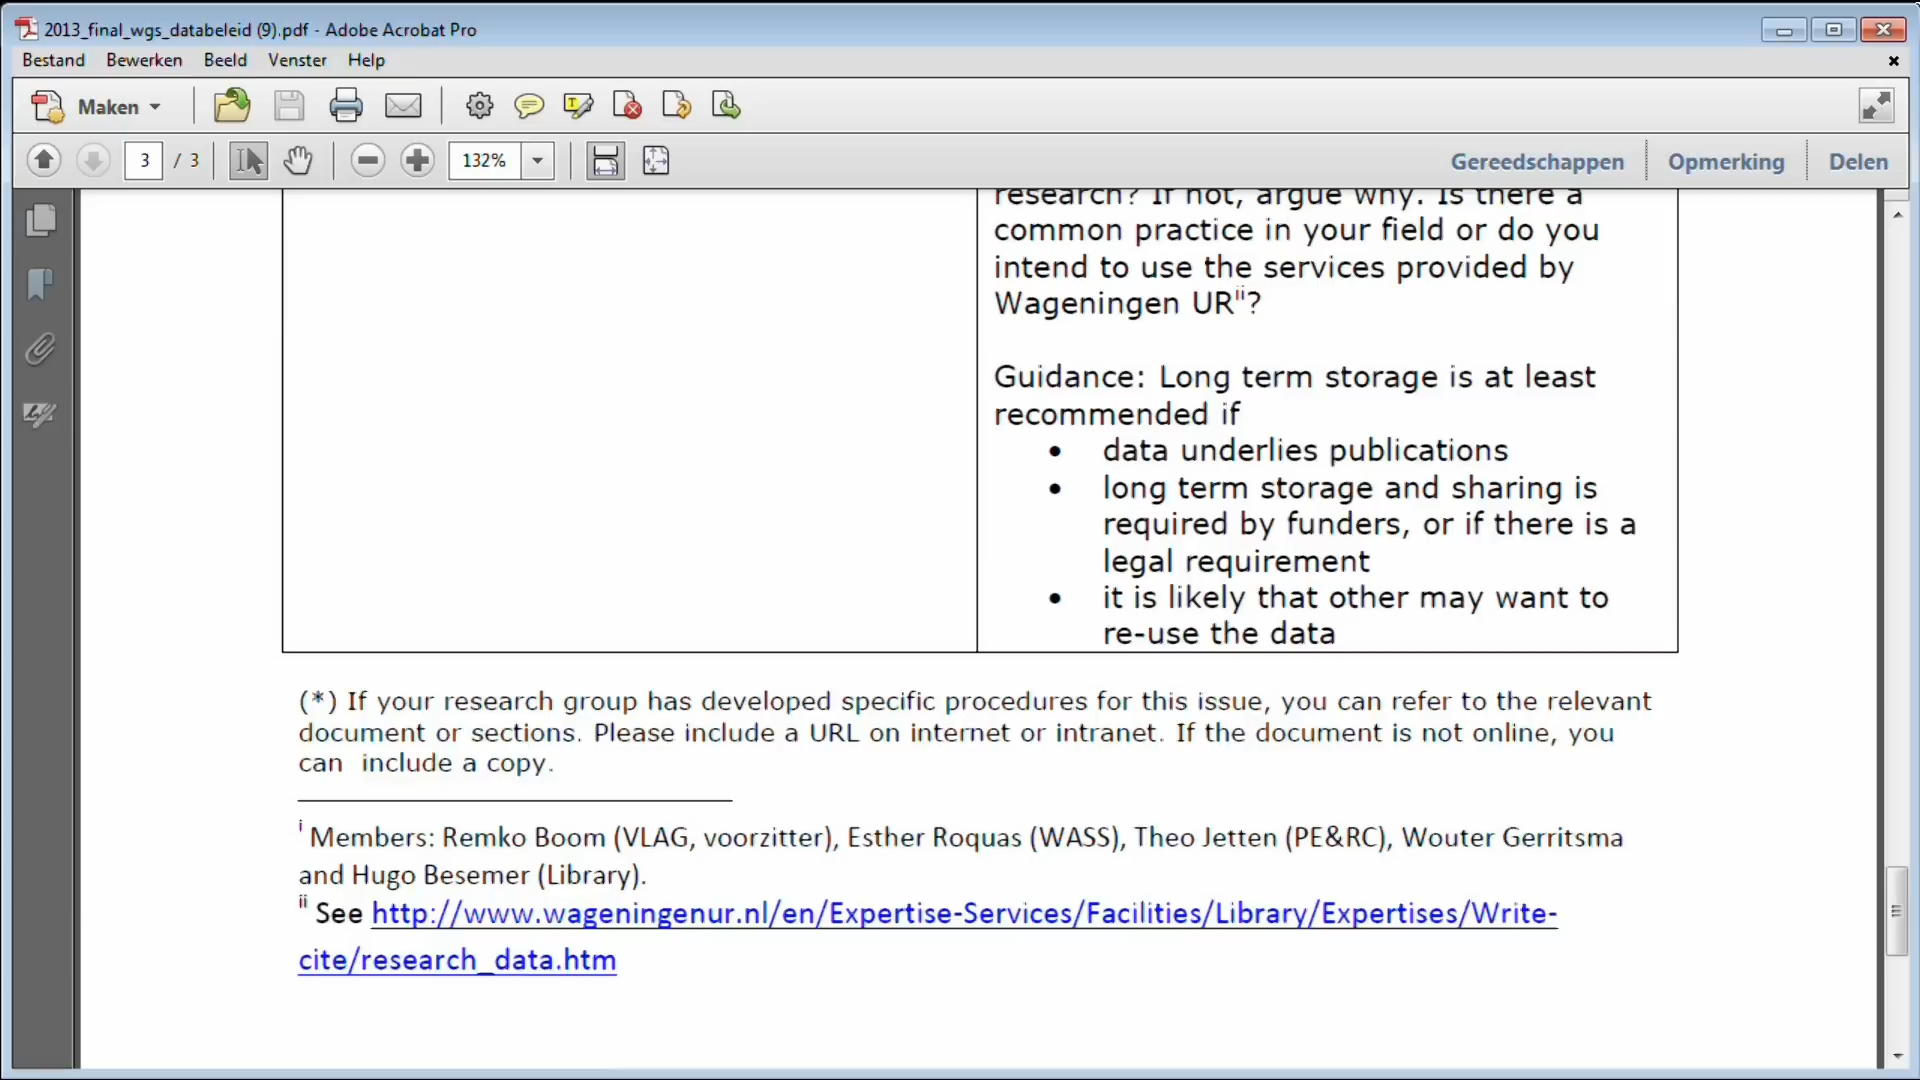 2013_final_wgs_databeleid (9).pdf - Adobe Acrobat Pro
Bestand Bewerken Beeld Venster Help
Maken
3 / 3 132% Gereedschappen Opmerking Delen
research? If not, argue why. Is there a
common practice in your field or do you
intend to use the services provided by
Wageningen URii?
Guidance: Long term storage is at least
recommended if
• data underlies publications
• long term storage and sharing is
required by funders, or if there is a
legal requirement
• it is likely that other may want to
re-use the data
(*) If your research group has developed specific procedures for this issue, you can refer to the relevant
document or sections. Please include a URL on internet or intranet. If the document is not online, you
can include a copy.
i Members: Remko Boom (VLAG, voorzitter), Esther Roquas (WASS), Theo Jetten (PE&RC), Wouter Gerritsma
and Hugo Besemer (Library).
ii See http://www.wageningenur.nl/en/Expertise-Services/Facilities/Library/Expertises/Write-
cite/research_data.htm